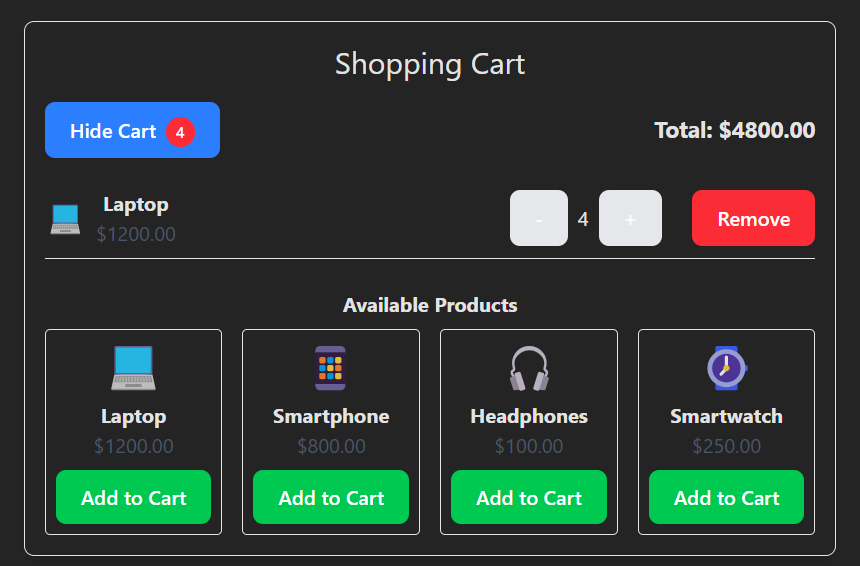 Shopping Cart
Hide Cart 4
Total: $4800.00
Laptop
$1200.00
- 4 +
Remove
Available Products
Laptop
$1200.00
Add to Cart
Smartphone
$800.00
Add to Cart
Headphones
$100.00
Add to Cart
Smartwatch
$250.00
Add to Cart